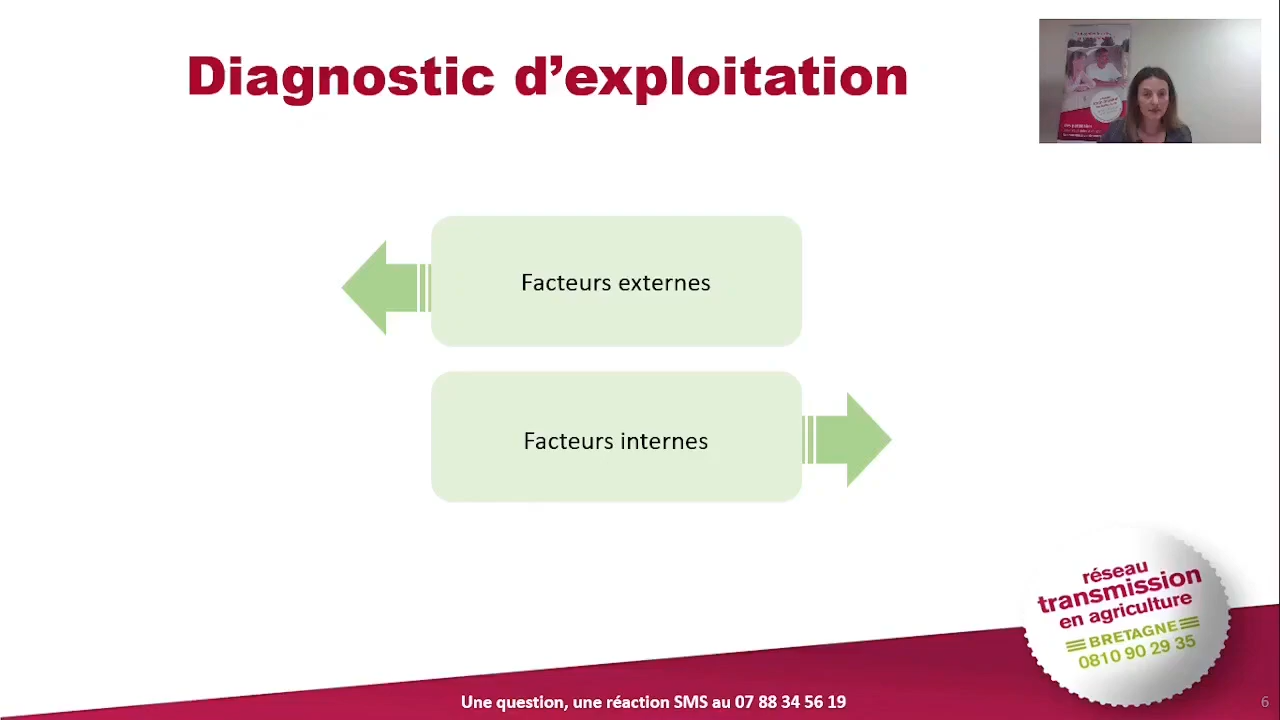 Diagnostic d’exploitation
Facteurs externes
Facteurs internes
réseau
transmission
en agriculture
BRETAGNE
0810 90 29 35
Une question, une réaction SMS au 07 88 34 56 19
6